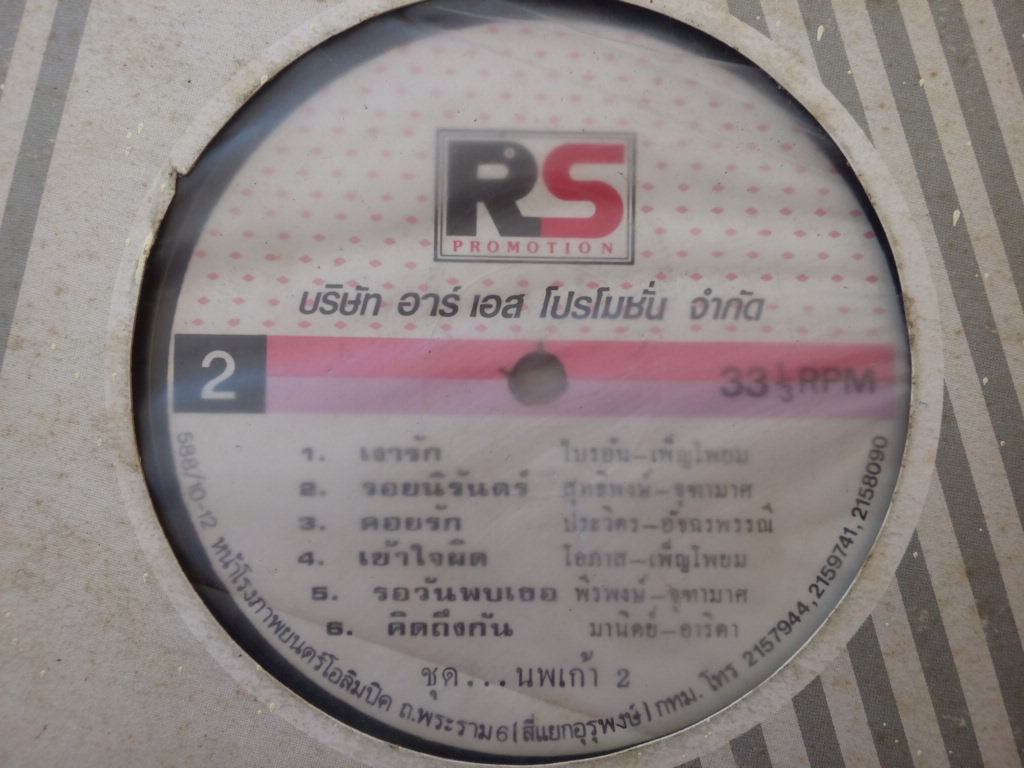 RS
PROMOTION
บริษัท อาร์ เอส โปรโมชั่น จำกัด
2
33 1/3 RPM
1. เงารัก ไบรอัน-เพ็ญโพยม
2. รอยนิรันดร์ สุทธิพงษ์-จุฑามาศ
3. คอยรัก ประวิตร-อัจฉรพรรณ์
4. เข้าใจผิด โอภาส-เพ็ญโพยม
5. รอวันพบเธอ พีรพงษ์-จุฑามาศ
6. คิดถึงกัน มานิตย์-อาริดา
ชุด...นพเก้า 2
588/10-12 หน้าโรงภาพยนตร์โอลิมปิค ถ.พระราม 6 (สี่แยกอุรุพงษ์) กทม. โทร 2157944, 2159741, 2158090